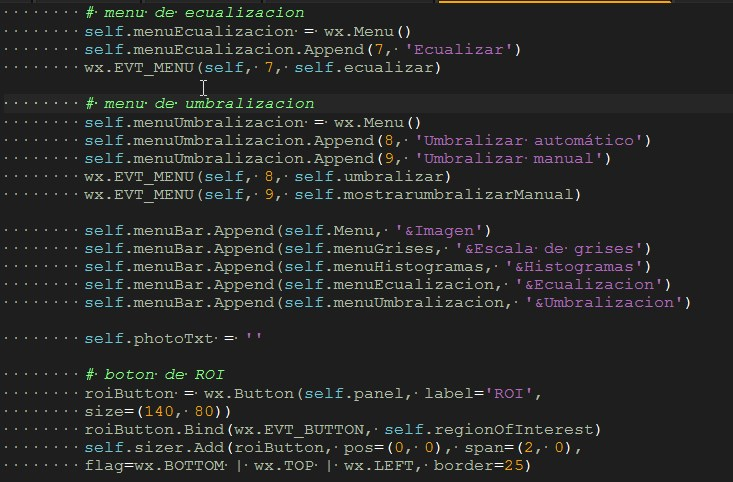 # menu de ecualizacion
self.menuEcualizacion = wx.Menu()
self.menuEcualizacion.Append(7, 'Ecualizar')
wx.EVT_MENU(self, 7, self.ecualizar)
# menu de umbralizacion
self.menuUmbralizacion = wx.Menu()
self.menuUmbralizacion.Append(8, 'Umbralizar automático')
self.menuUmbralizacion.Append(9, 'Umbralizar manual')
wx.EVT_MENU(self, 8, self.umbralizar)
wx.EVT_MENU(self, 9, self.mostrarumbralizarManual)
self.menuBar.Append(self.Menu, '&Imagen')
self.menuBar.Append(self.menuGrises, '&Escala de grises')
self.menuBar.Append(self.menuHistogramas, '&Histogramas')
self.menuBar.Append(self.menuEcualizacion, '&Ecualizacion')
self.menuBar.Append(self.menuUmbralizacion, '&Umbralizacion')
self.photoTxt = ''
# boton de ROI
roiButton = wx.Button(self.panel, label='ROI',
size=(140, 80))
roiButton.Bind(wx.EVT_BUTTON, self.regionOfInterest)
self.sizer.Add(roiButton, pos=(0, 0), span=(2, 0),
flag=wx.BOTTOM | wx.TOP | wx.LEFT, border=25)